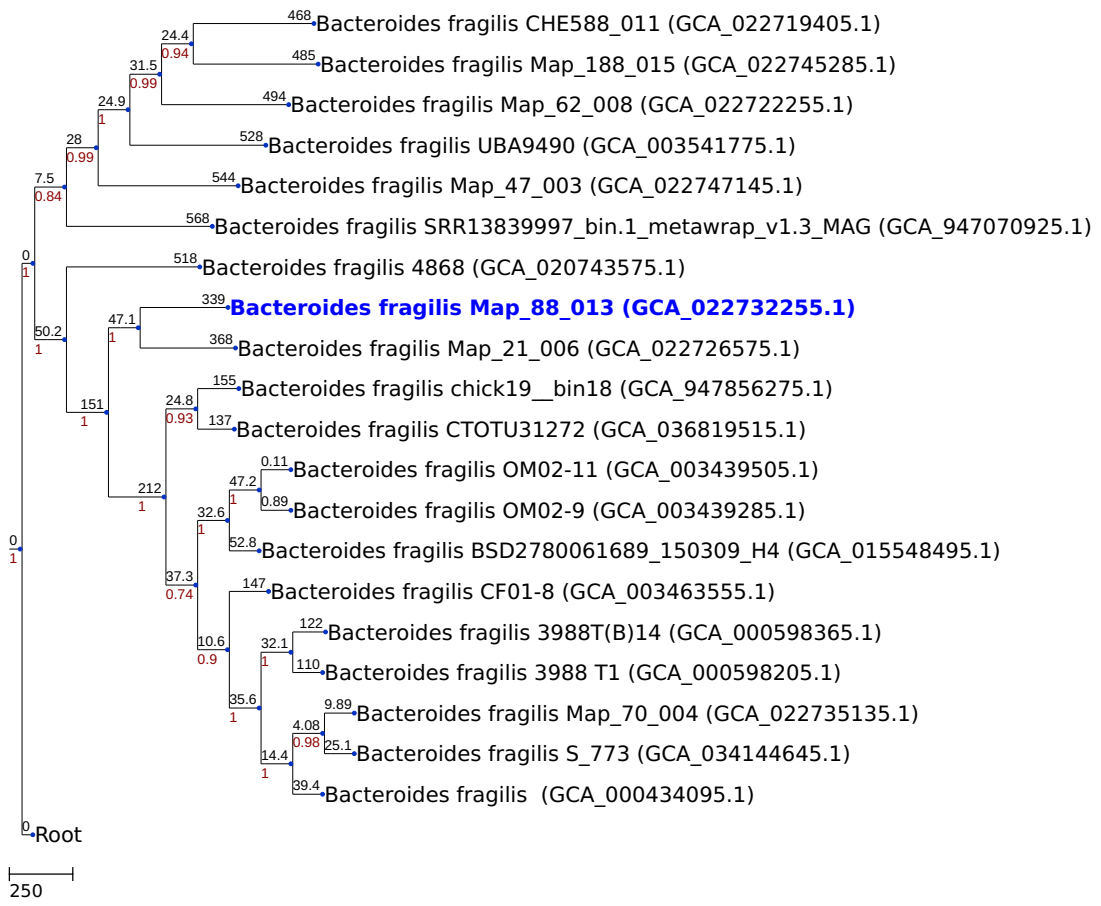 468
Bacteroides fragilis CHE588_011 (GCA_022719405.1)
24.4
0.94
485
Bacteroides fragilis Map_188_015 (GCA_022745285.1)
31.5
0.99
494
Bacteroides fragilis Map_62_008 (GCA_022722255.1)
24.9
1
528
Bacteroides fragilis UBA9490 (GCA_003541775.1)
28
0.99
544
Bacteroides fragilis Map_47_003 (GCA_022747145.1)
7.5
0.84
568
Bacteroides fragilis SRR13839997_bin.1_metawrap_v1.3_MAG (GCA_947070925.1)
0
1
518
Bacteroides fragilis 4868 (GCA_020743575.1)
339
Bacteroides fragilis Map_88_013 (GCA_022732255.1)
47.1
1
50.2
1
368
Bacteroides fragilis Map_21_006 (GCA_022726575.1)
155
Bacteroides fragilis chick19__bin18 (GCA_947856275.1)
151
1
24.8
0.93
137
Bacteroides fragilis CTOTU31272 (GCA_036819515.1)
0.11
Bacteroides fragilis OM02-11 (GCA_003439505.1)
47.2
1
212
1
0.89
Bacteroides fragilis OM02-9 (GCA_003439285.1)
32.6
1
52.8
Bacteroides fragilis BSD2780061689_150309_H4 (GCA_015548495.1)
0
1
37.3
0.74
147
Bacteroides fragilis CF01-8 (GCA_003463555.1)
122
Bacteroides fragilis 3988T(B)14 (GCA_000598365.1)
10.6
0.9
32.1
1
110
Bacteroides fragilis 3988 T1 (GCA_000598205.1)
35.6
1
9.89
Bacteroides fragilis Map_70_004 (GCA_022735135.1)
4.08
0.98
25.1
Bacteroides fragilis S_773 (GCA_034144645.1)
14.4
1
39.4
Bacteroides fragilis  (GCA_000434095.1)
0
Root
250